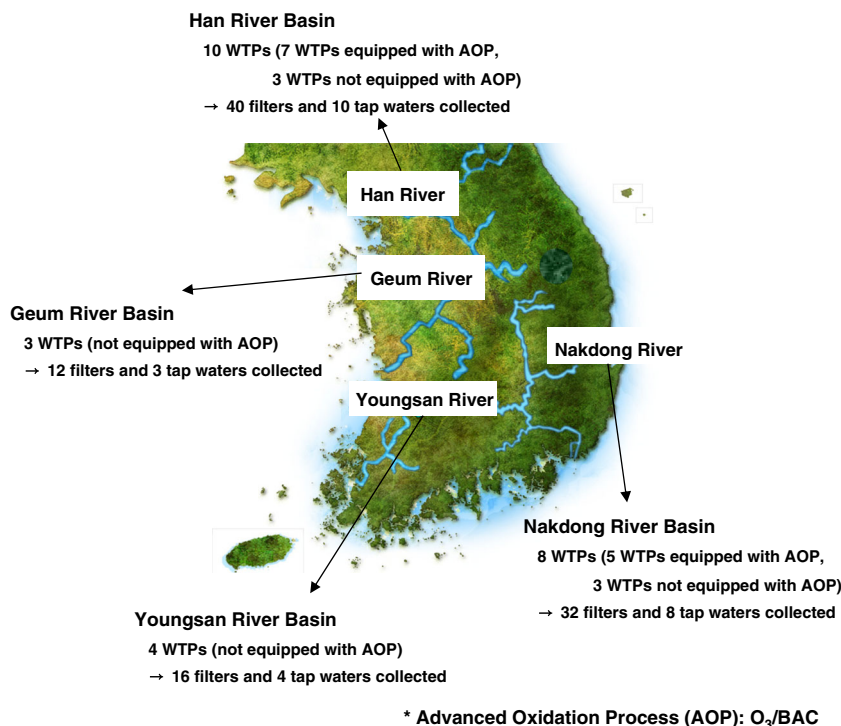 Han River Basin
10 WTPs (7 WTPs equipped with AOP,
3 WTPs not equipped with AOP)
→ 40 filters and 10 tap waters collected
Han River
Geum River
Geum River Basin
3 WTPs (not equipped with AOP)
→ 12 filters and 3 tap waters collected
Nakdong River
Youngsan River
Nakdong River Basin
8 WTPs (5 WTPs equipped with AOP,
3 WTPs not equipped with AOP)
→ 32 filters and 8 tap waters collected
Youngsan River Basin
4 WTPs (not equipped with AOP)
→ 16 filters and 4 tap waters collected
* Advanced Oxidation Process (AOP): O₃/BAC